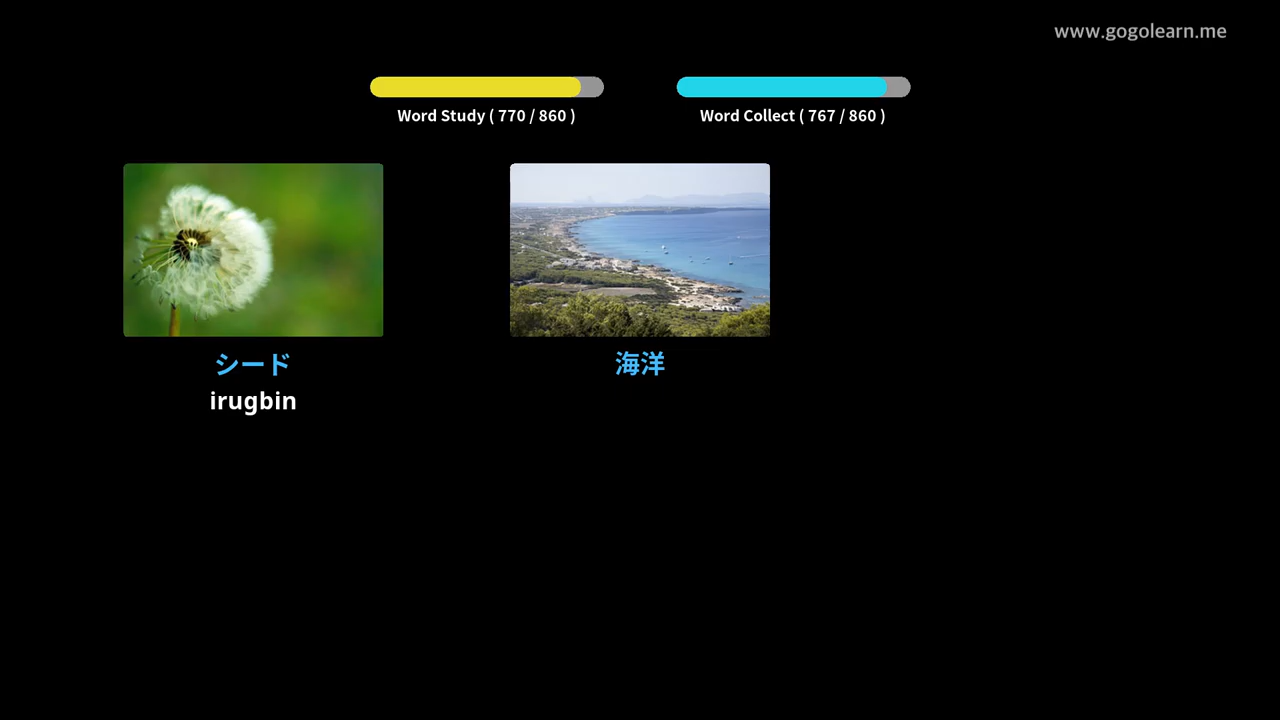 www.gogolearn.me
Word Study ( 770 / 860 )
Word Collect ( 767 / 860 )
シード
irugbin
海洋